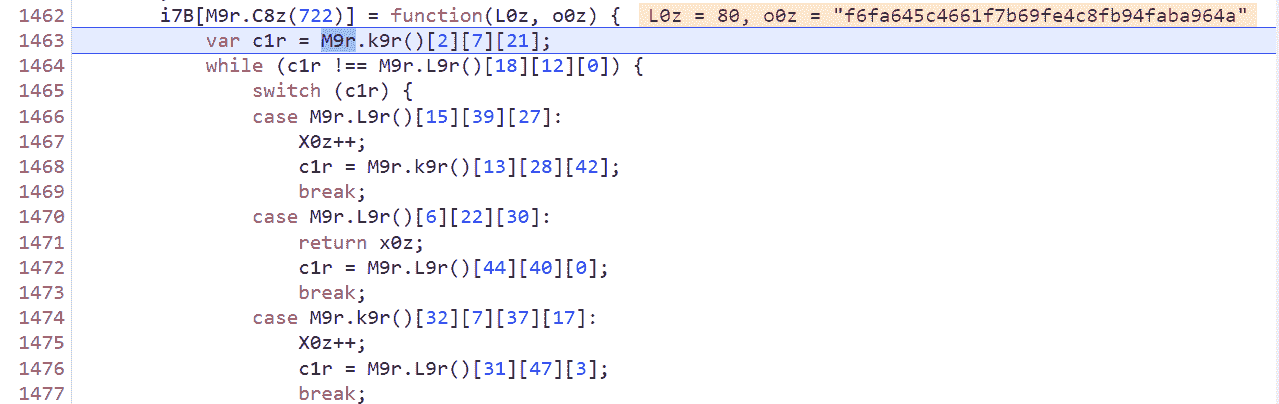 1462 i7B[M9r.C8z(722)] = function(L0z, o0z) { L0z = 80, o0z = "f6fa645c4661f7b69fe4c8fb94faba964a"
1463 var c1r = M9r.k9r()[2][7][21];
1464 while (c1r !== M9r.L9r()[18][12][0]) {
1465 switch (c1r) {
1466 case M9r.L9r()[15][39][27]:
1467 X0z++;
1468 c1r = M9r.k9r()[13][28][42];
1469 break;
1470 case M9r.L9r()[6][22][30]:
1471 return x0z;
1472 c1r = M9r.L9r()[44][40][0];
1473 break;
1474 case M9r.k9r()[32][7][37][17]:
1475 X0z++;
1476 c1r = M9r.L9r()[31][47][3];
1477 break;